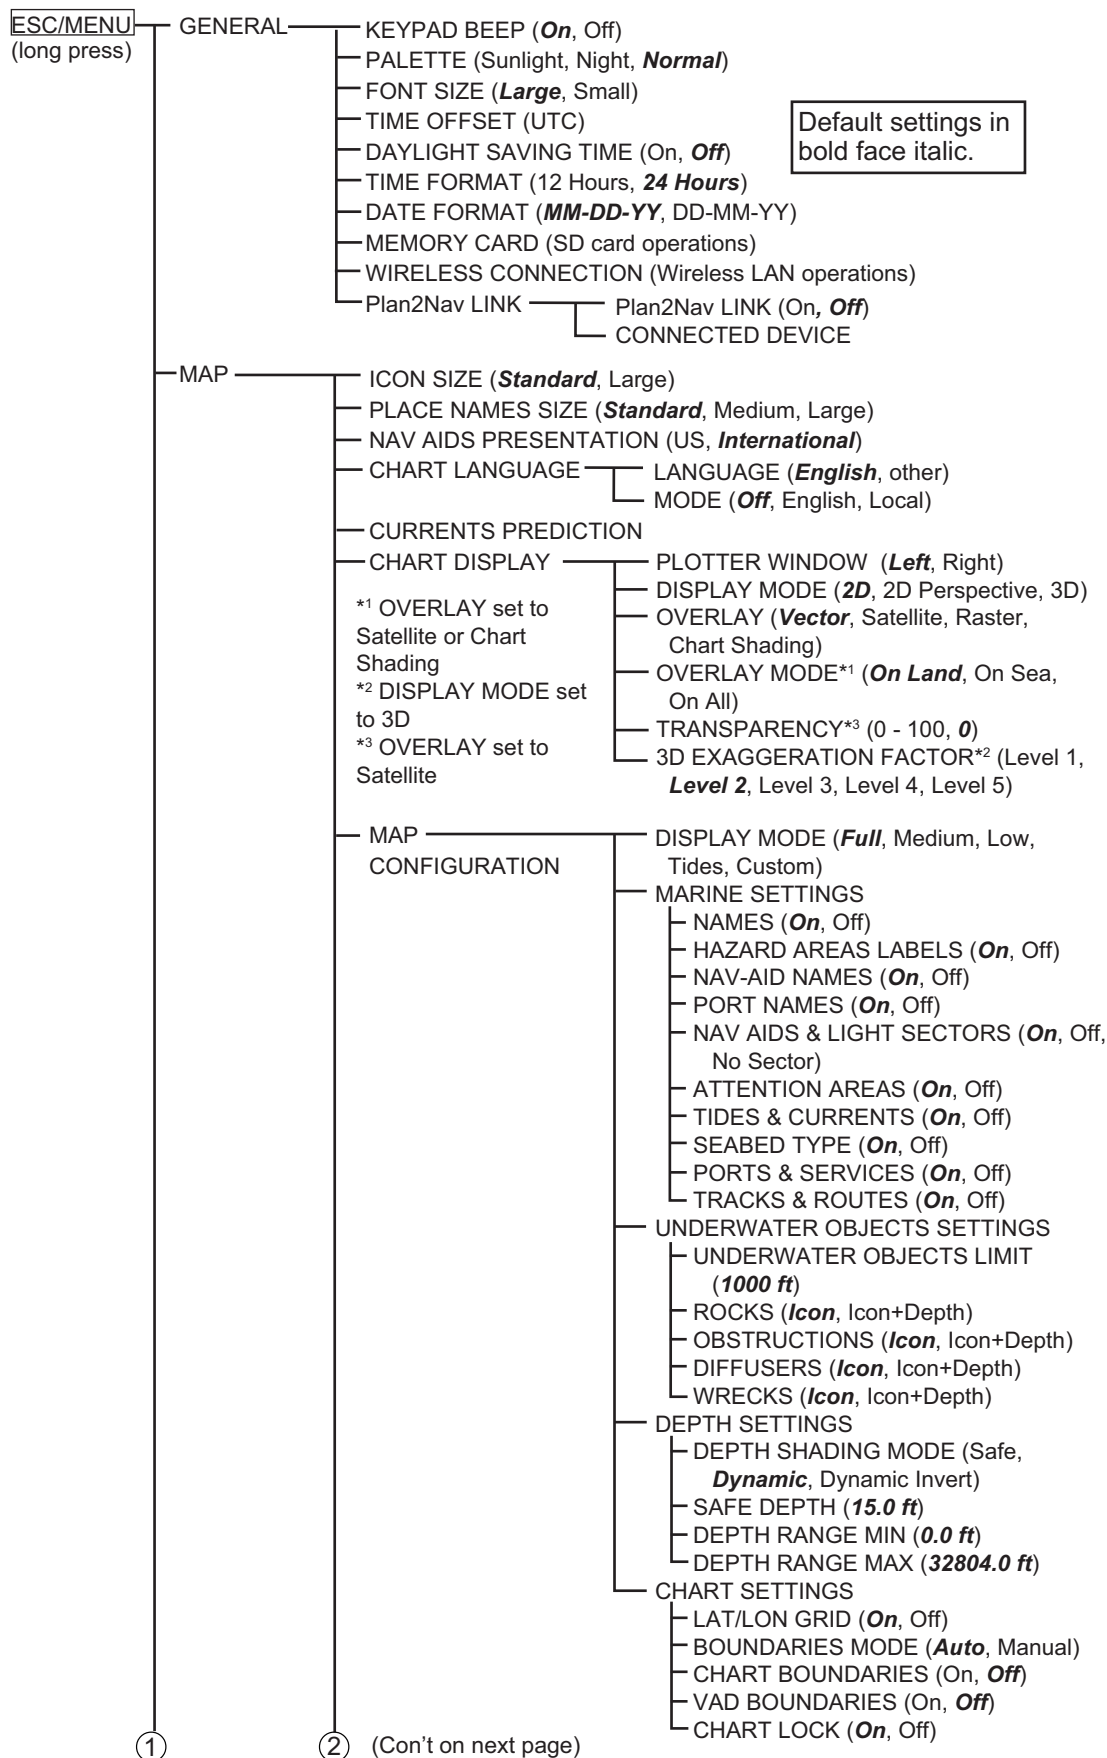 ESC/MENU
(long press)
GENERAL
KEYPAD BEEP (On, Off)
PALETTE (Sunlight, Night, Normal)
FONT SIZE (Large, Small)
TIME OFFSET (UTC)
DAYLIGHT SAVING TIME (On, Off)
TIME FORMAT (12 Hours, 24 Hours)
DATE FORMAT (MM-DD-YY, DD-MM-YY)
MEMORY CARD (SD card operations)
WIRELESS CONNECTION (Wireless LAN operations)
Plan2Nav LINK
Plan2Nav LINK (On, Off)
CONNECTED DEVICE
Default settings in
bold face italic.
MAP
ICON SIZE (Standard, Large)
PLACE NAMES SIZE (Standard, Medium, Large)
NAV AIDS PRESENTATION (US, International)
CHART LANGUAGE
LANGUAGE (English, other)
MODE (Off, English, Local)
CURRENTS PREDICTION
CHART DISPLAY
*1 OVERLAY set to
Satellite or Chart
Shading
*2 DISPLAY MODE set
to 3D
*3 OVERLAY set to
Satellite
PLOTTER WINDOW (Left, Right)
DISPLAY MODE (2D, 2D Perspective, 3D)
OVERLAY (Vector, Satellite, Raster,
Chart Shading)
OVERLAY MODE*1 (On Land, On Sea,
On All)
TRANSPARENCY*3 (0 - 100, 0)
3D EXAGGERATION FACTOR*2 (Level 1,
Level 2, Level 3, Level 4, Level 5)
MAP
CONFIGURATION
DISPLAY MODE (Full, Medium, Low,
Tides, Custom)
MARINE SETTINGS
NAMES (On, Off)
HAZARD AREAS LABELS (On, Off)
NAV-AID NAMES (On, Off)
PORT NAMES (On, Off)
NAV AIDS & LIGHT SECTORS (On, Off,
No Sector)
ATTENTION AREAS (On, Off)
TIDES & CURRENTS (On, Off)
SEABED TYPE (On, Off)
PORTS & SERVICES (On, Off)
TRACKS & ROUTES (On, Off)
UNDERWATER OBJECTS SETTINGS
UNDERWATER OBJECTS LIMIT
(1000 ft)
ROCKS (Icon, Icon+Depth)
OBSTRUCTIONS (Icon, Icon+Depth)
DIFFUSERS (Icon, Icon+Depth)
WRECKS (Icon, Icon+Depth)
DEPTH SETTINGS
DEPTH SHADING MODE (Safe,
Dynamic, Dynamic Invert)
SAFE DEPTH (15.0 ft)
DEPTH RANGE MIN (0.0 ft)
DEPTH RANGE MAX (32804.0 ft)
CHART SETTINGS
LAT/LON GRID (On, Off)
BOUNDARIES MODE (Auto, Manual)
CHART BOUNDARIES (On, Off)
VAD BOUNDARIES (On, Off)
CHART LOCK (On, Off)
1
2
(Con't on next page)